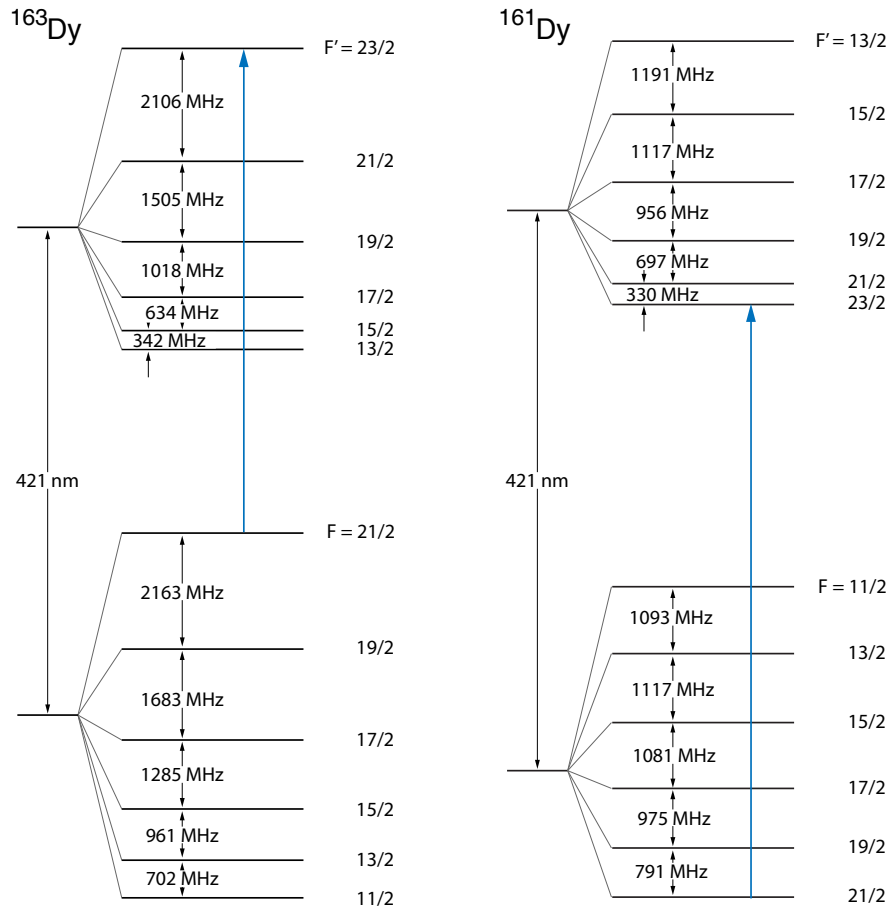 ¹⁶³Dy
F' = 23/2
2106 MHz
21/2
1505 MHz
19/2
1018 MHz
17/2
634 MHz
15/2
342 MHz
13/2
421 nm
F = 21/2
2163 MHz
19/2
1683 MHz
17/2
1285 MHz
15/2
961 MHz
13/2
702 MHz
11/2
¹⁶¹Dy
F' = 13/2
1191 MHz
15/2
1117 MHz
17/2
956 MHz
19/2
697 MHz
21/2
330 MHz
23/2
421 nm
F = 11/2
1093 MHz
13/2
1117 MHz
15/2
1081 MHz
17/2
975 MHz
19/2
791 MHz
21/2